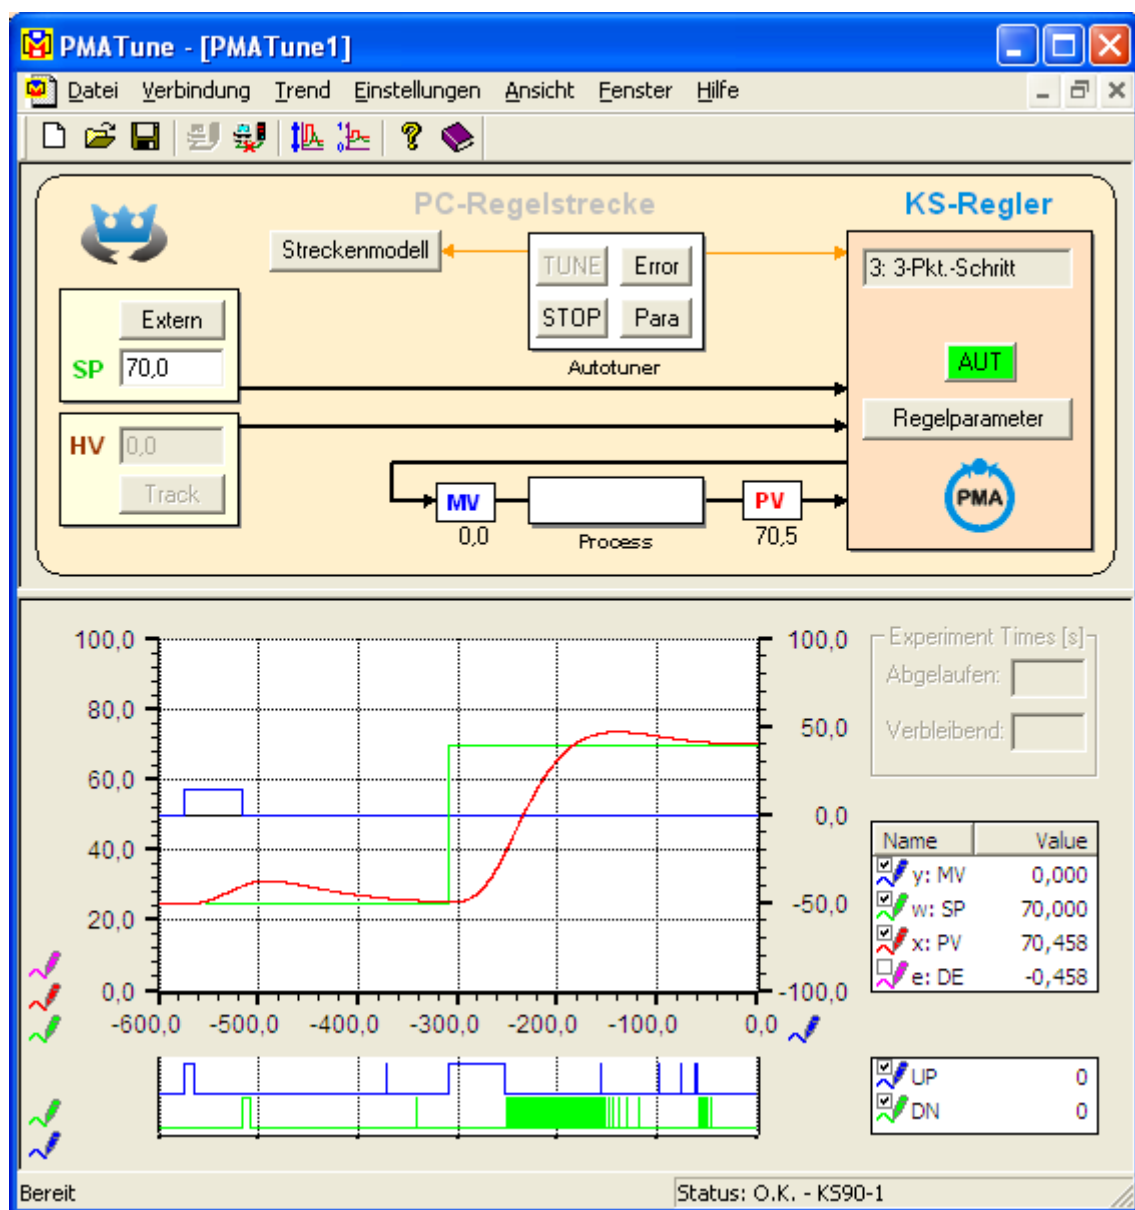 PMATune - [PMATune1]
Datei Verbindung Trend Einstellungen Ansicht Fenster Hilfe
PC-Regelstrecke
KS-Regler
Streckenmodell
TUNE Error
STOP Para
Autotuner
3: 3-Pkt.-Schritt
AUT
Regelparameter
PMA
Extern
SP 70,0
HV 0,0
Track
MV
0,0
Process
PV
70,5
100,0
80,0
60,0
40,0
20,0
0,0
100,0
50,0
0,0
-50,0
-100,0
-600,0 -500,0 -400,0 -300,0 -200,0 -100,0 0,0
Experiment Times [s]
Abgelaufen:
Verbleibend:
Name Value
y: MV 0,000
w: SP 70,000
x: PV 70,458
e: DE -0,458
UP 0
DN 0
Bereit
Status: O.K. - KS90-1